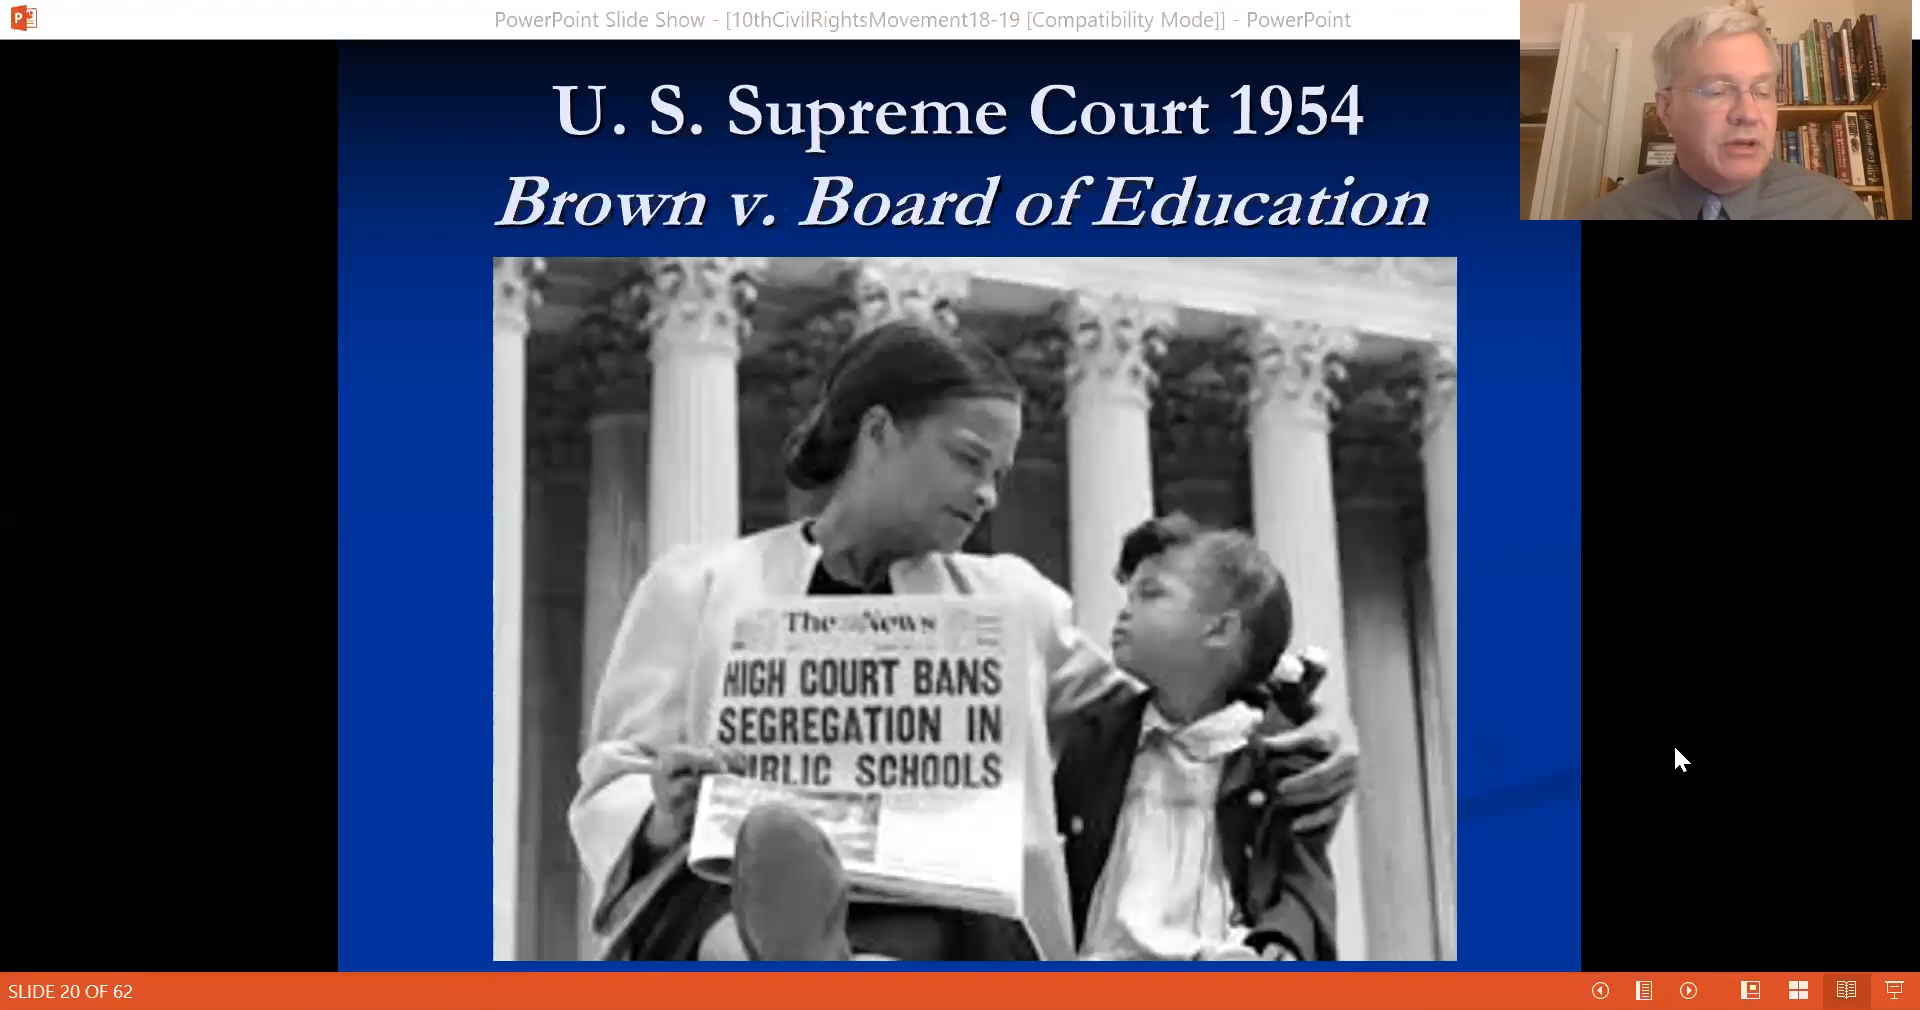 PowerPoint Slide Show - [10thCivilRightsMovement18-19 [Compatibility Mode]] - PowerPoint
U. S. Supreme Court 1954
Brown v. Board of Education
The News
HIGH COURT BANS
SEGREGATION IN
PUBLIC SCHOOLS
SLIDE 20 OF 62